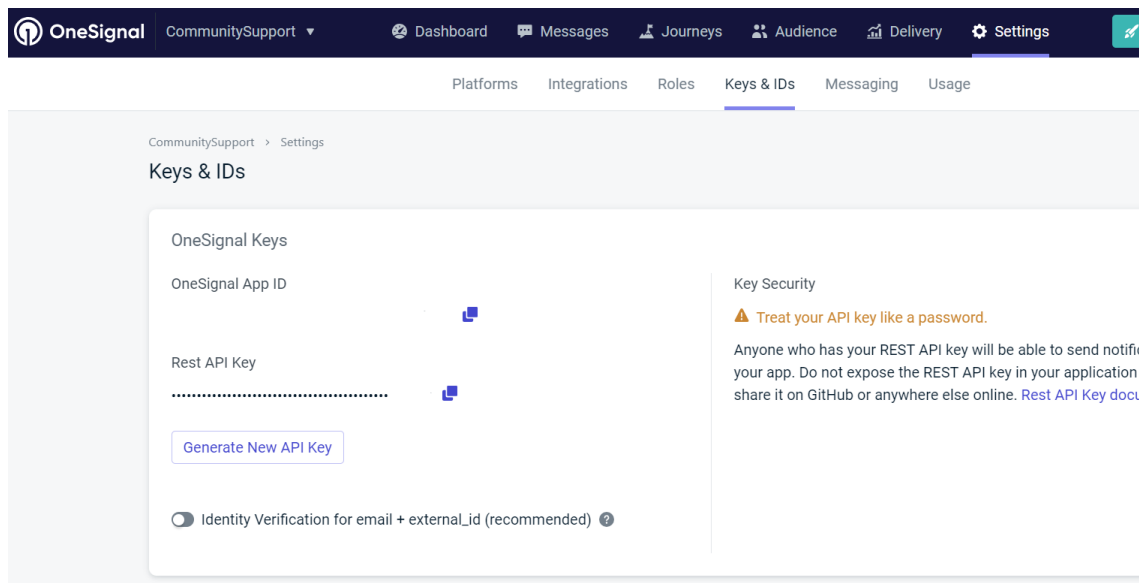 OneSignal CommunitySupport ▼ Dashboard Messages Journeys Audience Delivery Settings
Platforms Integrations Roles Keys & IDs Messaging Usage
CommunitySupport > Settings
Keys & IDs
OneSignal Keys
OneSignal App ID
Rest API Key
••••••••••••••••••••••••••••••••••••••••••
Generate New API Key
Identity Verification for email + external_id (recommended) ?
Key Security
Treat your API key like a password.
Anyone who has your REST API key will be able to send
your app. Do not expose the REST API key in your application
share it on GitHub or anywhere else online. Rest API Key